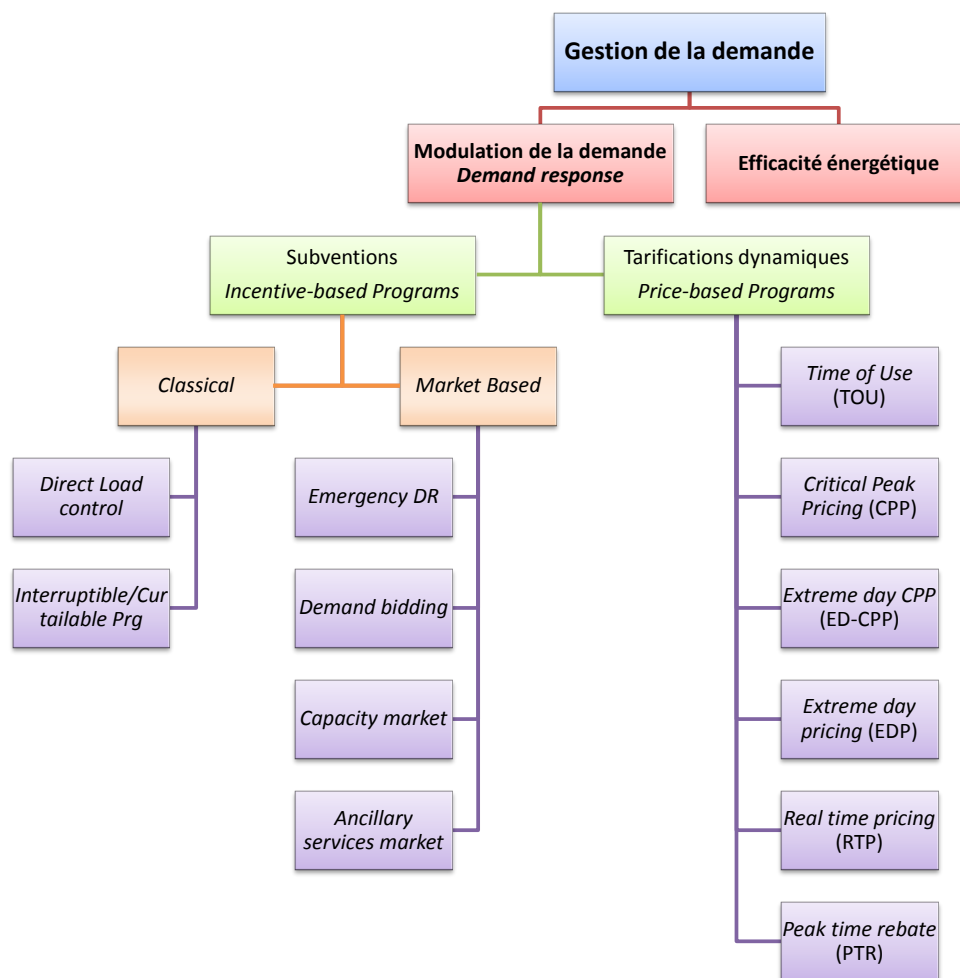 Gestion de la demande
Modulation de la demande
Demand response
Efficacité énergétique
Subventions
Incentive-based Programs
Tarifications dynamiques
Price-based Programs
Classical
Market Based
Direct Load
control
Interruptible/Cur
tailable Prg
Emergency DR
Demand bidding
Capacity market
Ancillary
services market
Time of Use
(TOU)
Critical Peak
Pricing (CPP)
Extreme day CPP
(ED-CPP)
Extreme day
pricing (EDP)
Real time pricing
(RTP)
Peak time rebate
(PTR)